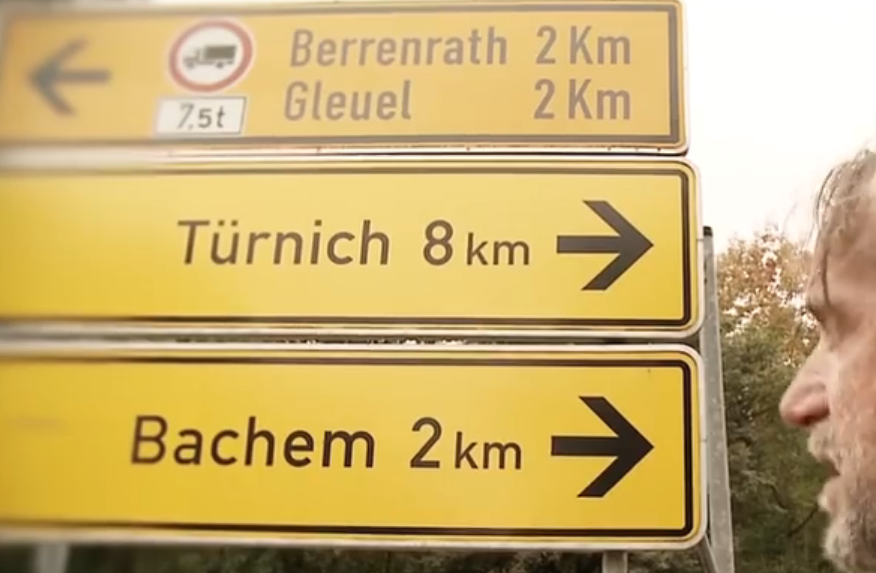 Berrenrath 2 Km
7,5t Gleuel 2 Km
Türnich 8 km
Bachem 2 km